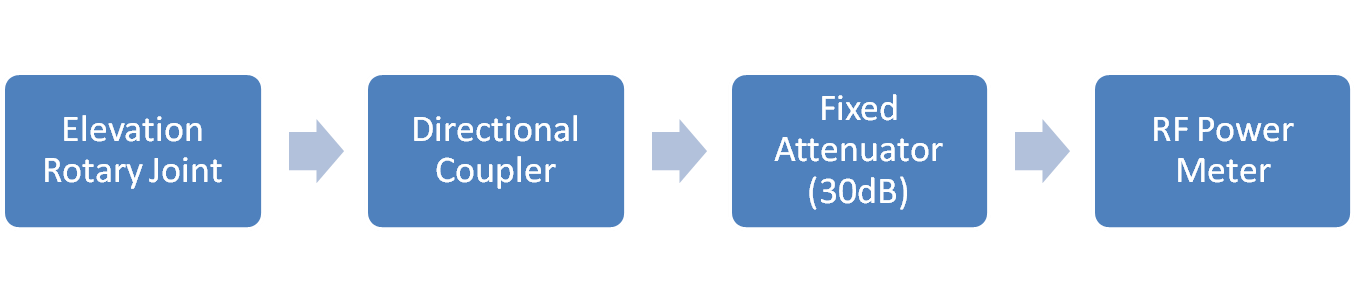 Elevation
Rotary Joint
Directional
Coupler
Fixed
Attenuator
(30dB)
RF Power
Meter